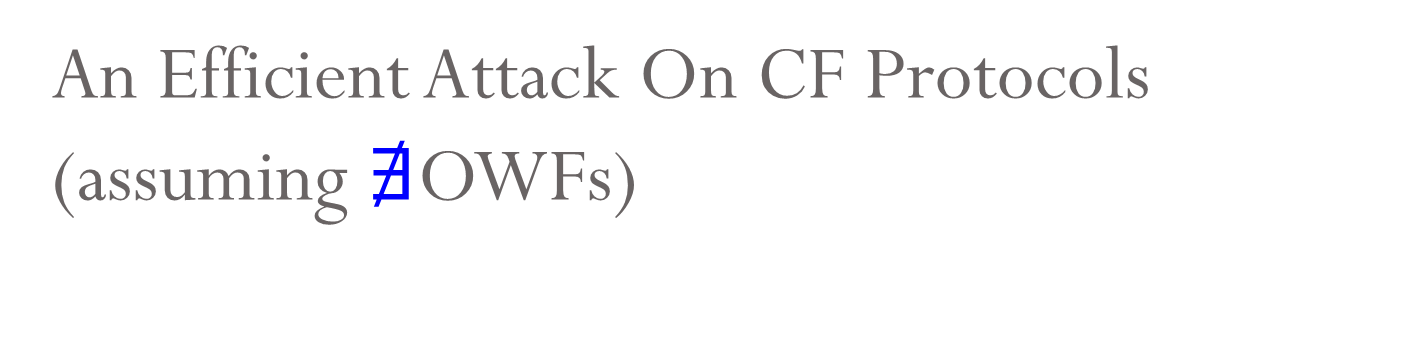 An Efficient Attack On CF Protocols
(assuming ∄ OWFs)